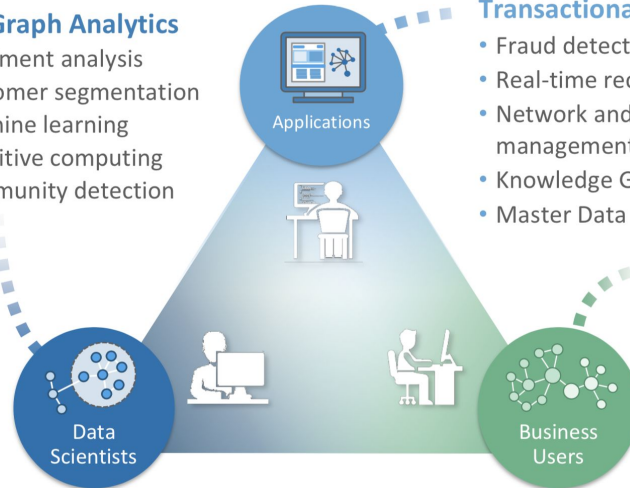 Graph Analytics
ment analysis
omer segmentation
hine learning
itive computing
munity detection
Applications
Transactiona
• Fraud detect
• Real-time rec
• Network and
management
• Knowledge G
• Master Data
Data
Scientists
Business
Users